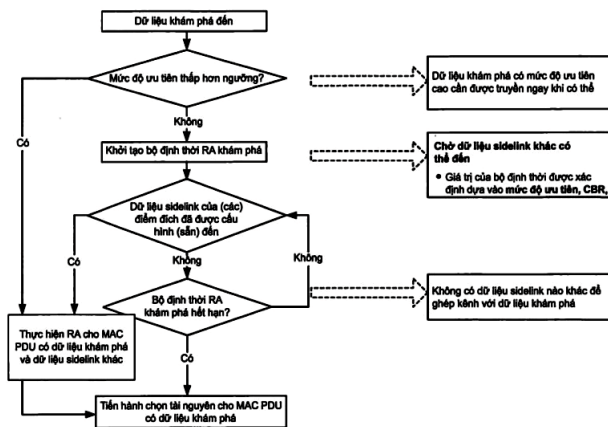 Dữ liệu khám phá đến
Mức độ ưu tiên thấp hơn ngưỡng?
Dữ liệu khám phá có mức độ ưu tiên
cao cần được truyền ngay khi có thể
Có
Không
Khởi tạo bộ định thời RA khám phá
Chờ dữ liệu sidelink khác có
thể đến
• Giá trị của bộ định thời được xác
định dựa vào mức độ ưu tiên, CBR,
Dữ liệu sidelink của (các)
điểm đích đã được cấu
hình (sẵn) đến
Có
Không
Không
Bộ định thời RA
khám phá hết hạn?
Không có dữ liệu sidelink nào khác để
ghép kênh với dữ liệu khám phá
Thực hiện RA cho MAC
PDU có dữ liệu khám phá
và dữ liệu sidelink khác
Có
Tiến hành chọn tài nguyên cho MAC PDU
có dữ liệu khám phá